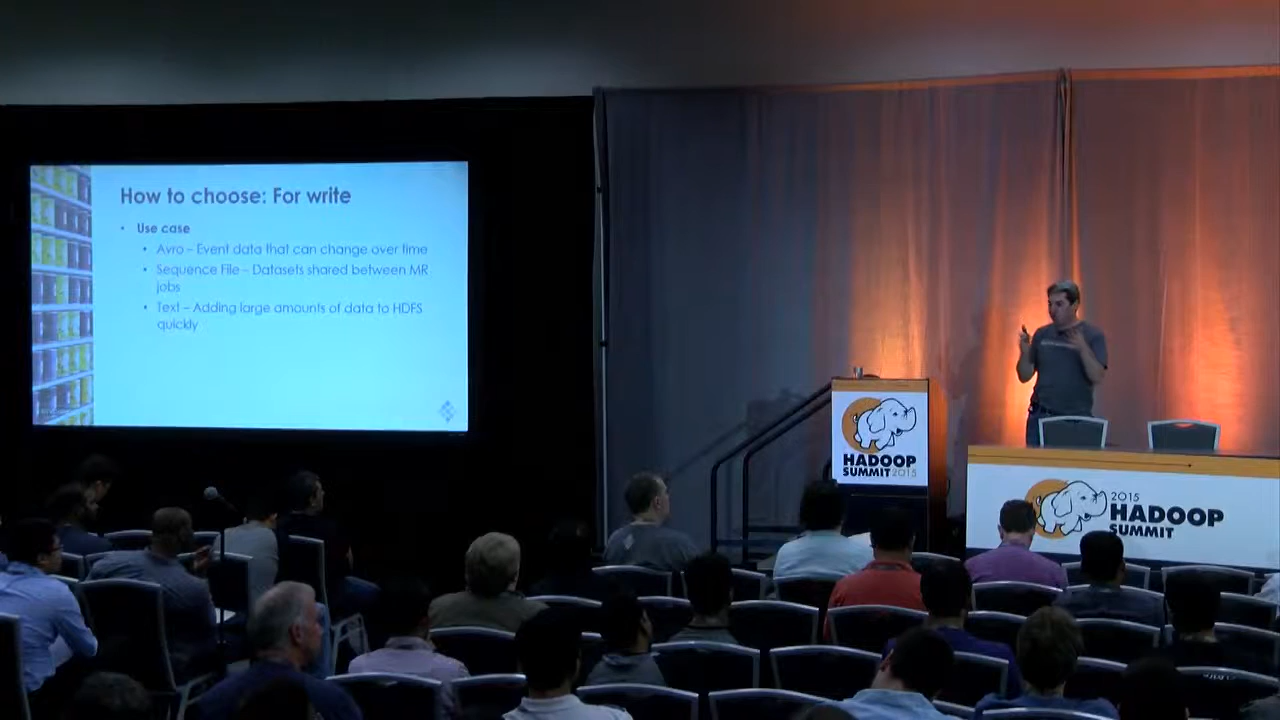 How to choose: For write
• Use case
• Avro – Event data that can change over time
• Sequence File – Datasets shared between MR
jobs
• Text – Adding large amounts of data to HDFS
quickly
HADOOP
SUMMIT 2015
2015
HADOOP
SUMMIT